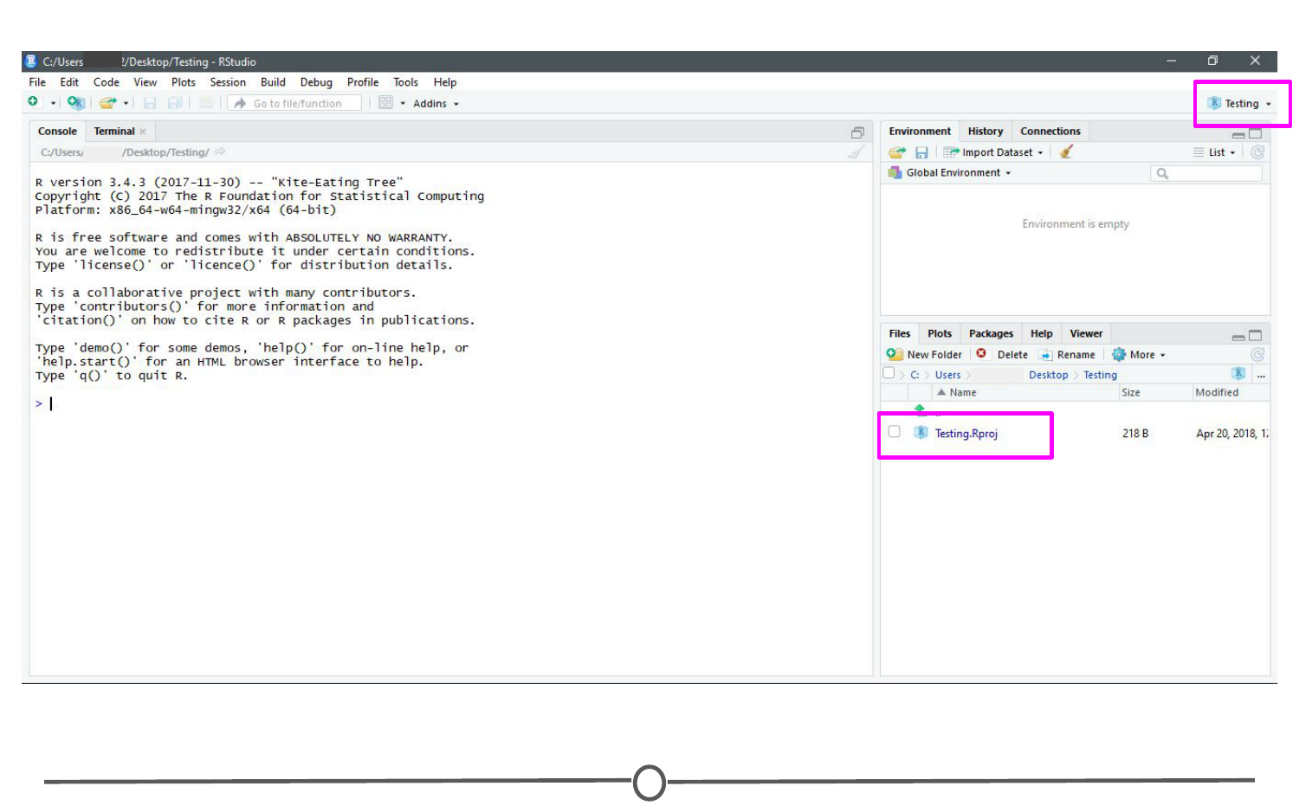 C:/Users !/Desktop/Testing - RStudio
File Edit Code View Plots Session Build Debug Profile Tools Help
Go to file/function Addins
Testing
Console Terminal
C:/Users/ /Desktop/Testing/
R version 3.4.3 (2017-11-30) -- "Kite-Eating Tree"
Copyright (C) 2017 The R Foundation for Statistical Computing
Platform: x86_64-w64-mingw32/x64 (64-bit)
R is free software and comes with ABSOLUTELY NO WARRANTY.
You are welcome to redistribute it under certain conditions.
Type 'license()' or 'licence()' for distribution details.
R is a collaborative project with many contributors.
Type 'contributors()' for more information and
'citation()' on how to cite R or R packages in publications.
Type 'demo()' for some demos, 'help()' for on-line help, or
'help.start()' for an HTML browser interface to help.
Type 'q()' to quit R.
>
Environment History Connections
Import Dataset List
Global Environment
Environment is empty
Files Plots Packages Help Viewer
New Folder Delete Rename More
C: > Users > Desktop > Testing ...
Name Size Modified
..
Testing.Rproj 218 B Apr 20, 2018, 1